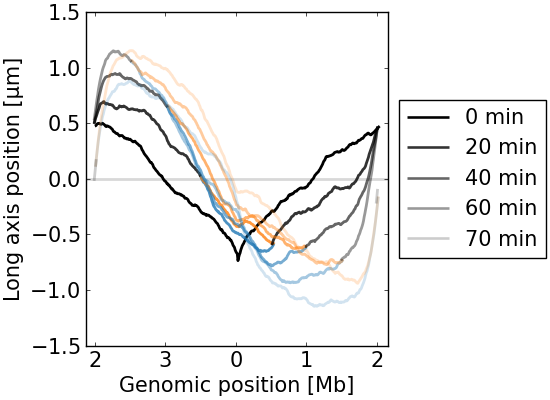 1.5
1.0
0.5
0.0
−0.5
−1.0
−1.5
Long axis position [µm]
2 3 0 1 2
Genomic position [Mb]
0 min
20 min
40 min
60 min
70 min